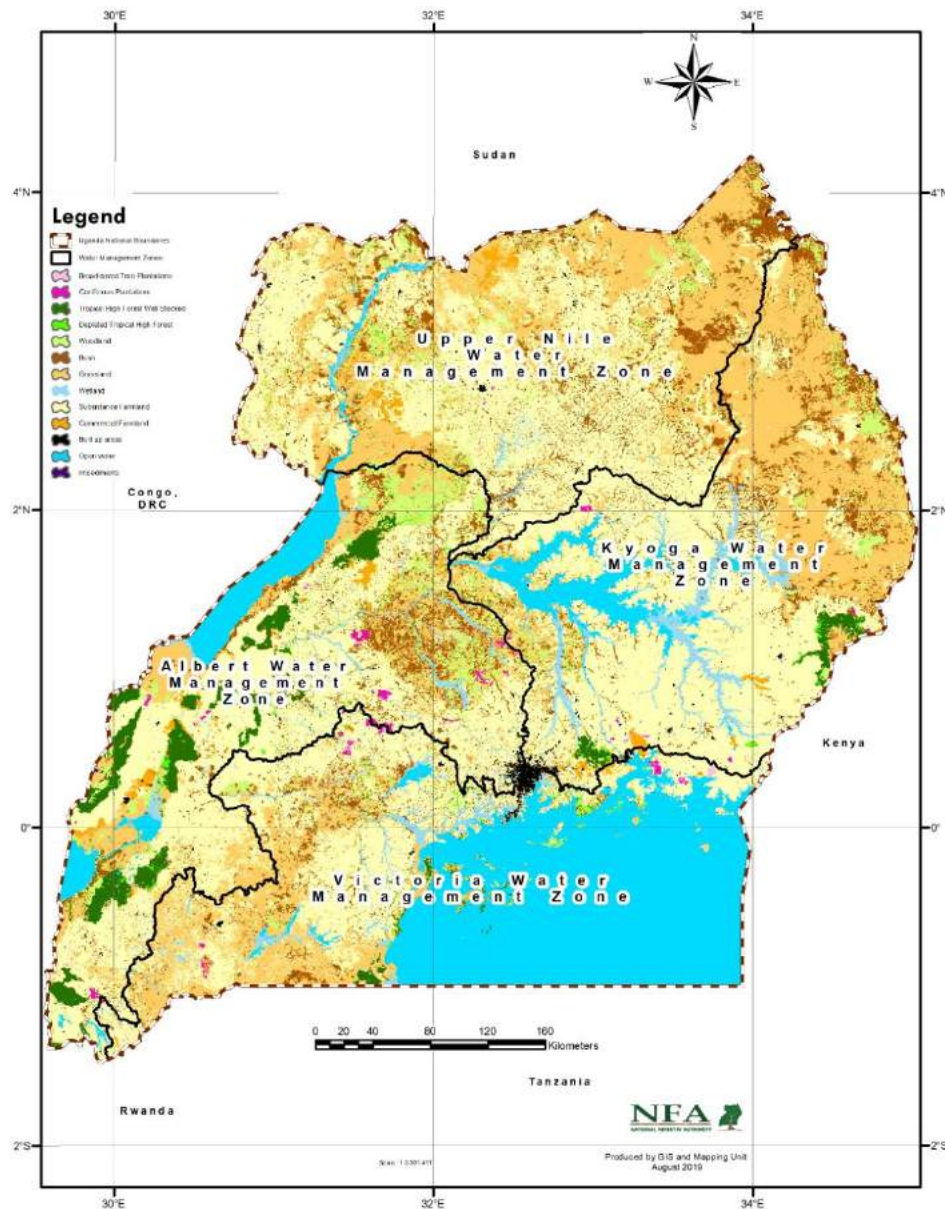 30°E 32°E 34°E
N
W E
S
Sudan
4°N 4°N
Legend
Uganda National Boundaries
Water Management Zones
Broad leaved Tree Plantations
Coniferous Plantations
Tropical High Forest Well Stocked
Depleted Tropical High Forest
Woodland
Bush
Grassland
Wetland
Subsistance Farmland
Commercial Farmland
Built up areas
Open water
Impediments
Upper Nile
Water
Management Zone
Congo,
DRC
2°N 2°N
Kyoga Water
Management
Zone
Albert Water
Management
Zone
Kenya
0° 0°
Victoria Water
Management Zone
0 20 40 80 120 160
Kilometers
Tanzania
Rwanda
NFA
NATIONAL FORESTRY AUTHORITY
Produced by GIS and Mapping Unit
August 2019
2°S 2°S
30°E 32°E 34°E